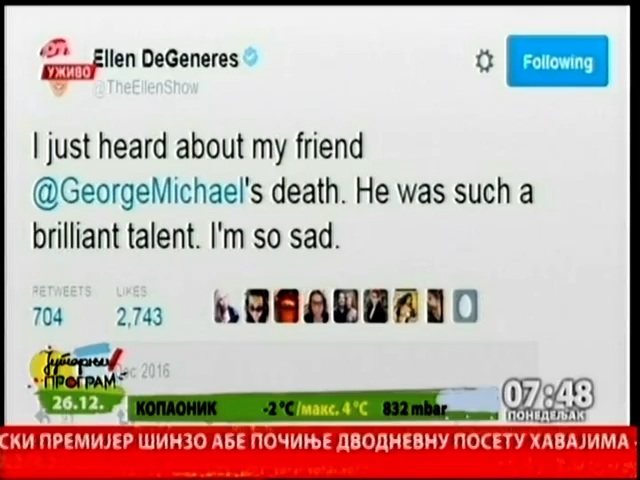 Ellen DeGeneres
УЖИВО
@TheEllenShow
Following
I just heard about my friend
@GeorgeMichael's death. He was such a
brilliant talent. I'm so sad.
RETWEETS
LIKES
704
2,743
Dec 2016
Јутарњи
ПРОГРАМ
26.12.
КОПАОНИК
-2°C/макс. 4°C
832 mbar
07:48
ПОНЕДЕЉАК
СКИ ПРЕМИЈЕР ШИНЗО АБЕ ПОЧИЊЕ ДВОДНЕВНУ ПОСЕТУ ХАВАЈИМА -